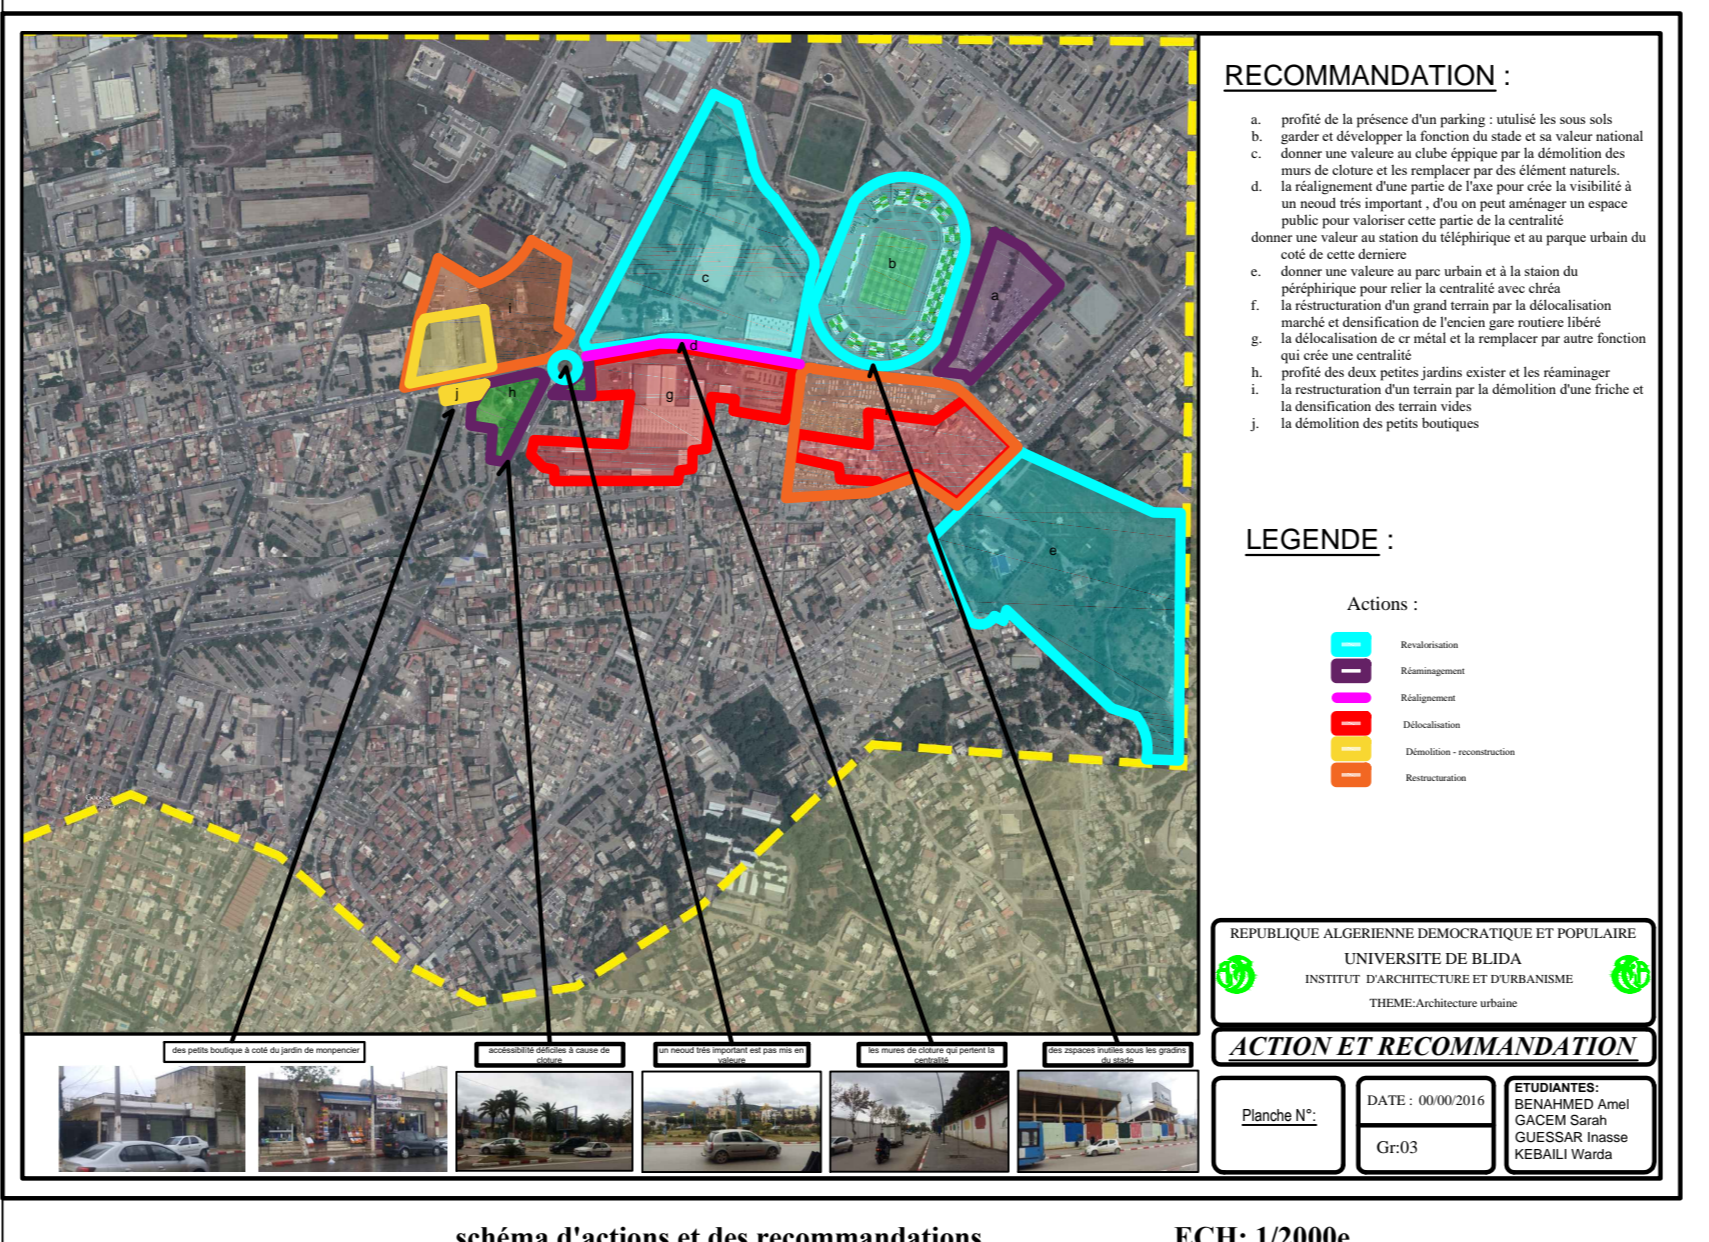 RECOMMANDATION :
a. profité de la présence d'un parking : utulisé les sous sols
b. garder et développer la fonction du stade et sa valeur national
c. donner une valeure au clube éppique par la démolition des
murs de cloture et les remplacer par des élément naturels.
d. la réalignement d'une partie de l'axe pour crée la visibilité à
un neoud trés important , d'ou on peut aménager un espace
public pour valoriser cette partie de la centralité
donner une valeur au station du téléphirique et au parque urbain du
coté de cette derniere
e. donner une valeure au parc urbain et à la staion du
péréphirique pour relier la centralité avec chréa
f. la réstructuration d'un grand terrain par la délocalisation
marché et densification de l'encien gare routiere libéré
g. la délocalisation de cr métal et la remplacer par autre fonction
qui crée une centralité
h. profité des deux petites jardins exister et les réaminager
i. la restructuration d'un terrain par la démolition d'une friche et
la densification des terrain vides
j. la démolition des petits boutiques
c
b
a
i
d
j
h
g
e
LEGENDE :
Actions :
Revalorisation
Réaminagement
Réalignement
Délocalisation
Démolition - reconstruction
Restructuration
des petits boutique à coté du jardin de monpencier
accéssibilité déficiles à cause de
cloture
un neoud trés important est pas mis en
valeure
les mures de cloture qui pertent la
centralité
des zspaces inutiles sous les gradins
du stade
REPUBLIQUE ALGERIENNE DEMOCRATIQUE ET POPULAIRE
UNIVERSITE DE BLIDA
INSTITUT D'ARCHITECTURE ET D'URBANISME
THEME:Architecture urbaine
ACTION ET RECOMMANDATION
Planche N°:
DATE : 00/00/2016
Gr:03
ETUDIANTES:
BENAHMED Amel
GACEM Sarah
GUESSAR Inasse
KEBAILI Warda
schéma d'actions et des recommandations
ECH: 1/2000e